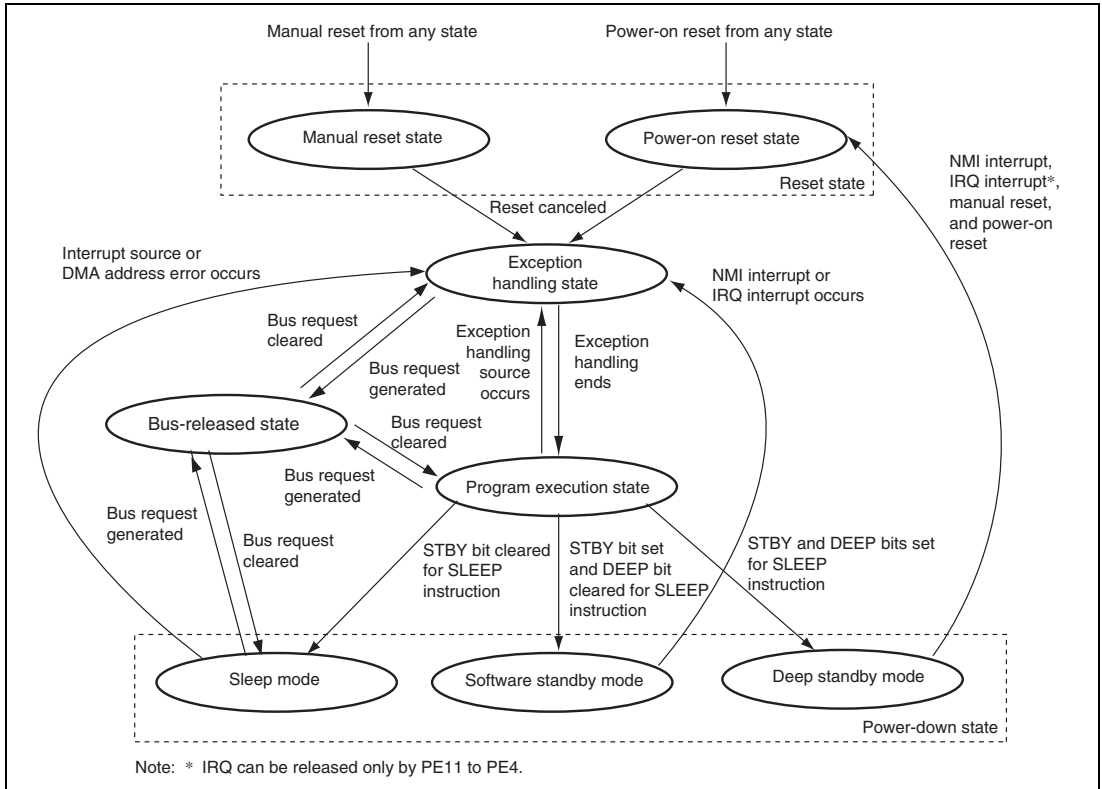 Manual reset from any state
Power-on reset from any state
Manual reset state
Power-on reset state
Reset state
NMI interrupt,
IRQ interrupt*,
manual reset,
and power-on
reset
Reset canceled
Interrupt source or
DMA address error occurs
Exception
handling state
NMI interrupt or
IRQ interrupt occurs
Bus request
cleared
Bus request
generated
Exception
handling
source
occurs
Exception
handling
ends
Bus-released state
Bus request
cleared
Bus request
generated
Program execution state
Bus request
generated
Bus request
cleared
STBY bit cleared
for SLEEP
instruction
STBY bit set
and DEEP bit
cleared for SLEEP
instruction
STBY and DEEP bits set
for SLEEP
instruction
Sleep mode
Software standby mode
Deep standby mode
Power-down state
Note: * IRQ can be released only by PE11 to PE4.